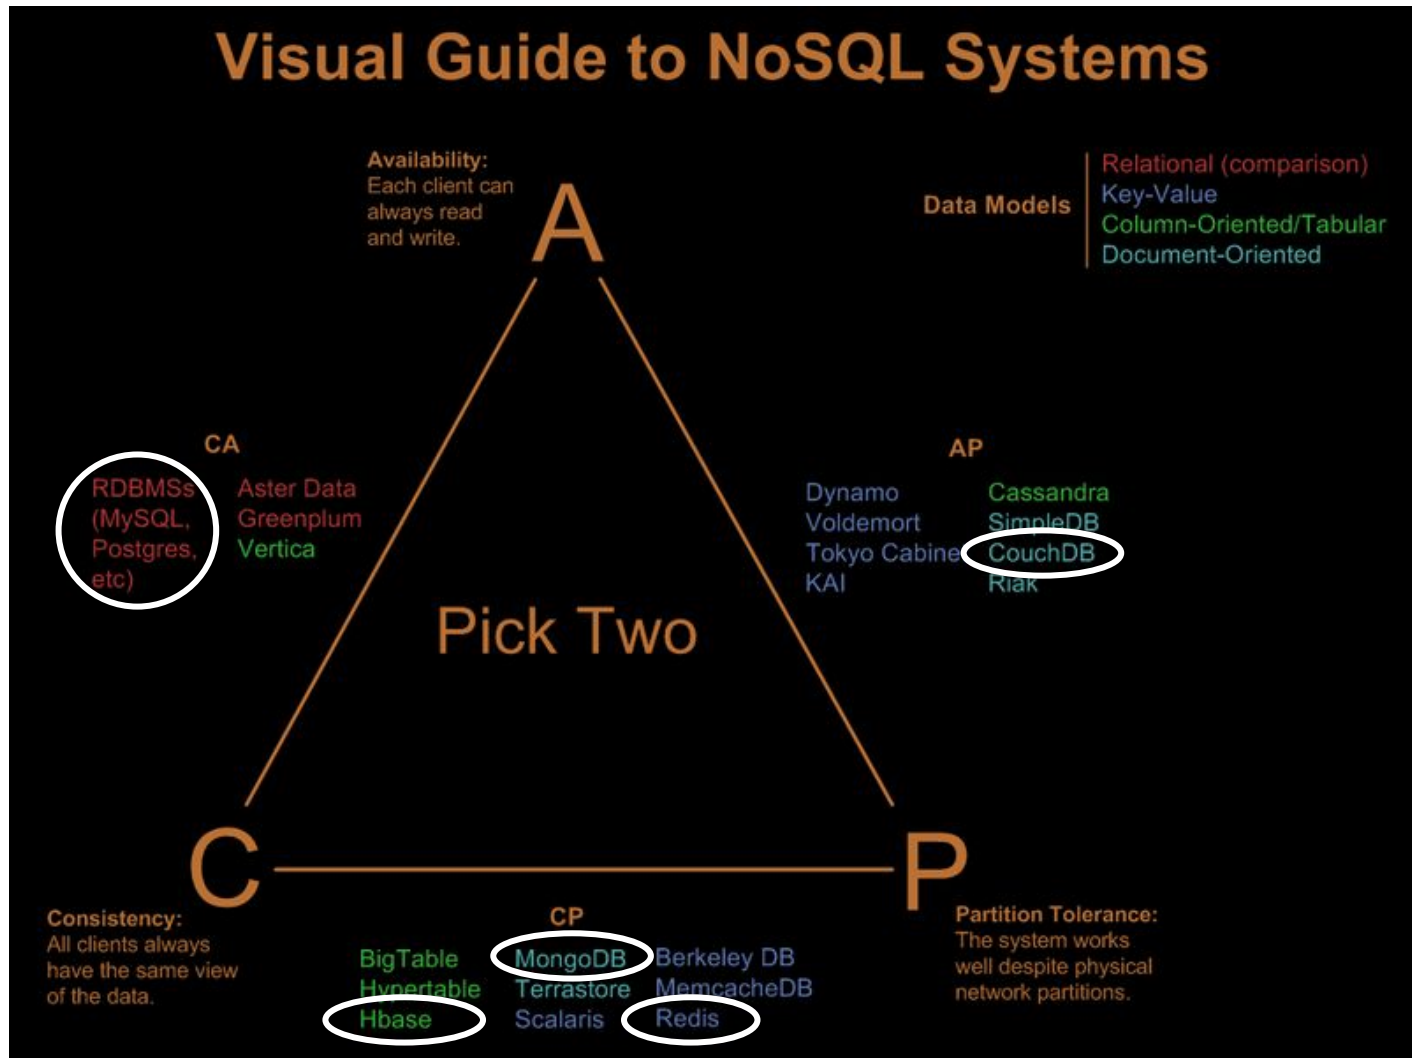 Visual Guide to NoSQL Systems
Availability:
Each client can
always read
and write.
A
Data Models
Relational (comparison)
Key-Value
Column-Oriented/Tabular
Document-Oriented
CA
RDBMSs
(MySQL,
Postgres,
etc)
Aster Data
Greenplum
Vertica
AP
Dynamo
Voldemort
Tokyo Cabine
KAI
Cassandra
SimpleDB
CouchDB
Riak
Pick Two
C
P
Consistency:
All clients always
have the same view
of the data.
CP
BigTable
Hypertable
Hbase
MongoDB
Terrastore
Scalaris
Berkeley DB
MemcacheDB
Redis
Partition Tolerance:
The system works
well despite physical
network partitions.